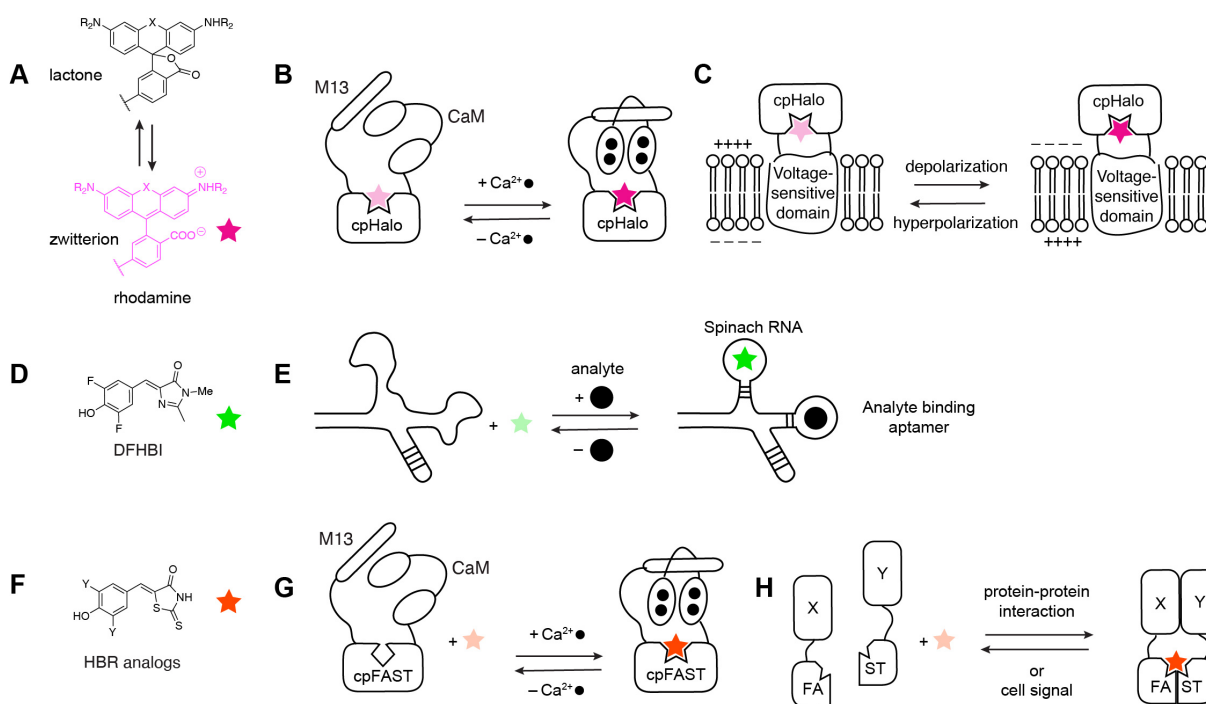 A
R₂N
X
NHR₂
O
O
lactone
R₂N
X
⊕
NHR₂
zwitterion
COO⊖
rhodamine
B
M13
CaM
cpHalo
+ Ca²⁺●
− Ca²⁺●
cpHalo
C
cpHalo
++++
Voltage-
sensitive
domain
− − − −
depolarization
hyperpolarization
cpHalo
− − − −
Voltage-
sensitive
domain
++++
D
F
O
N
Me
HO
N
F
DFHBI
E
+
analyte
+
−
Spinach RNA
Analyte binding
aptamer
F
Y
O
NH
HO
S
S
Y
HBR analogs
G
M13
CaM
cpFAST
+
+ Ca²⁺●
− Ca²⁺●
cpFAST
H
X
FA
Y
ST
+
protein-protein
interaction
or
cell signal
X
Y
FA
ST